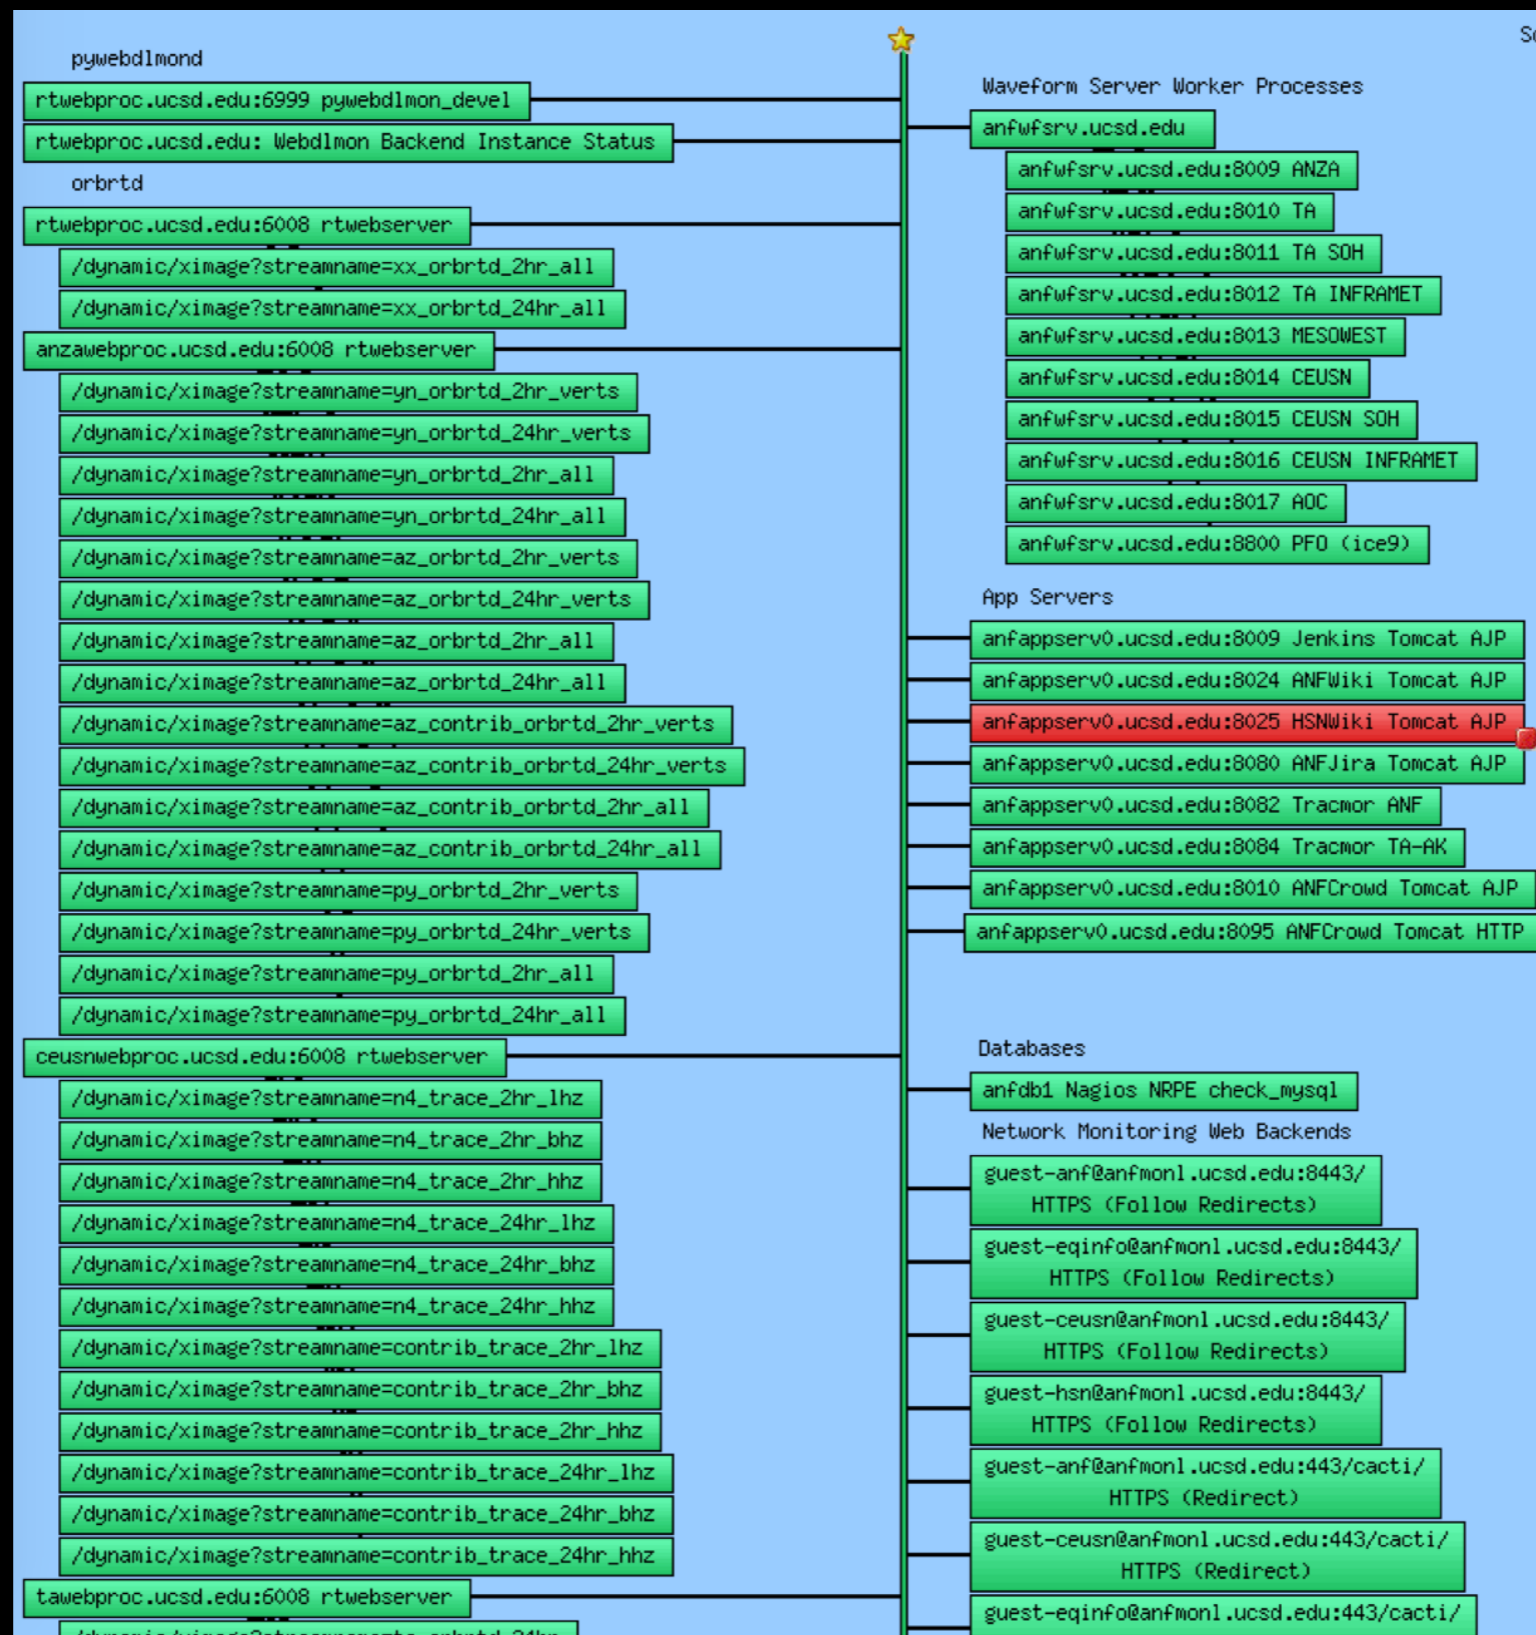 pywebdlmond
rtwebproc.ucsd.edu:6999 pywebdlmon_devel
rtwebproc.ucsd.edu: Webdlmon Backend Instance Status
orbrtd
rtwebproc.ucsd.edu:6008 rtwebserver
/dynamic/ximage?streamname=xx_orbrtd_2hr_all
/dynamic/ximage?streamname=xx_orbrtd_24hr_all
anzawebproc.ucsd.edu:6008 rtwebserver
/dynamic/ximage?streamname=yn_orbrtd_2hr_verts
/dynamic/ximage?streamname=yn_orbrtd_24hr_verts
/dynamic/ximage?streamname=yn_orbrtd_2hr_all
/dynamic/ximage?streamname=yn_orbrtd_24hr_all
/dynamic/ximage?streamname=az_orbrtd_2hr_verts
/dynamic/ximage?streamname=az_orbrtd_24hr_verts
/dynamic/ximage?streamname=az_orbrtd_2hr_all
/dynamic/ximage?streamname=az_orbrtd_24hr_all
/dynamic/ximage?streamname=az_contrib_orbrtd_2hr_verts
/dynamic/ximage?streamname=az_contrib_orbrtd_24hr_verts
/dynamic/ximage?streamname=az_contrib_orbrtd_2hr_all
/dynamic/ximage?streamname=az_contrib_orbrtd_24hr_all
/dynamic/ximage?streamname=py_orbrtd_2hr_verts
/dynamic/ximage?streamname=py_orbrtd_24hr_verts
/dynamic/ximage?streamname=py_orbrtd_2hr_all
/dynamic/ximage?streamname=py_orbrtd_24hr_all
ceusnwebproc.ucsd.edu:6008 rtwebserver
/dynamic/ximage?streamname=n4_trace_2hr_lhz
/dynamic/ximage?streamname=n4_trace_2hr_bhz
/dynamic/ximage?streamname=n4_trace_2hr_hhz
/dynamic/ximage?streamname=n4_trace_24hr_lhz
/dynamic/ximage?streamname=n4_trace_24hr_bhz
/dynamic/ximage?streamname=n4_trace_24hr_hhz
/dynamic/ximage?streamname=contrib_trace_2hr_lhz
/dynamic/ximage?streamname=contrib_trace_2hr_bhz
/dynamic/ximage?streamname=contrib_trace_2hr_hhz
/dynamic/ximage?streamname=contrib_trace_24hr_lhz
/dynamic/ximage?streamname=contrib_trace_24hr_bhz
/dynamic/ximage?streamname=contrib_trace_24hr_hhz
tawebproc.ucsd.edu:6008 rtwebserver
Waveform Server Worker Processes
anfwfsrv.ucsd.edu
anfwfsrv.ucsd.edu:8009 ANZA
anfwfsrv.ucsd.edu:8010 TA
anfwfsrv.ucsd.edu:8011 TA SOH
anfwfsrv.ucsd.edu:8012 TA INFRAMET
anfwfsrv.ucsd.edu:8013 MESOWEST
anfwfsrv.ucsd.edu:8014 CEUSN
anfwfsrv.ucsd.edu:8015 CEUSN SOH
anfwfsrv.ucsd.edu:8016 CEUSN INFRAMET
anfwfsrv.ucsd.edu:8017 AOC
anfwfsrv.ucsd.edu:8800 PFO (ice9)
App Servers
anfappserv0.ucsd.edu:8009 Jenkins Tomcat AJP
anfappserv0.ucsd.edu:8024 ANFWiki Tomcat AJP
anfappserv0.ucsd.edu:8025 HSNWiki Tomcat AJP
anfappserv0.ucsd.edu:8080 ANFJira Tomcat AJP
anfappserv0.ucsd.edu:8082 Tracmor ANF
anfappserv0.ucsd.edu:8084 Tracmor TA-AK
anfappserv0.ucsd.edu:8010 ANFCrowd Tomcat AJP
anfappserv0.ucsd.edu:8095 ANFCrowd Tomcat HTTP
Databases
anfdb1 Nagios NRPE check_mysql
Network Monitoring Web Backends
guest-anf@anfmonl.ucsd.edu:8443/
HTTPS (Follow Redirects)
guest-eqinfo@anfmonl.ucsd.edu:8443/
HTTPS (Follow Redirects)
guest-ceusn@anfmonl.ucsd.edu:8443/
HTTPS (Follow Redirects)
guest-hsn@anfmonl.ucsd.edu:8443/
HTTPS (Follow Redirects)
guest-anf@anfmonl.ucsd.edu:443/cacti/
HTTPS (Redirect)
guest-ceusn@anfmonl.ucsd.edu:443/cacti/
HTTPS (Redirect)
guest-eqinfo@anfmonl.ucsd.edu:443/cacti/